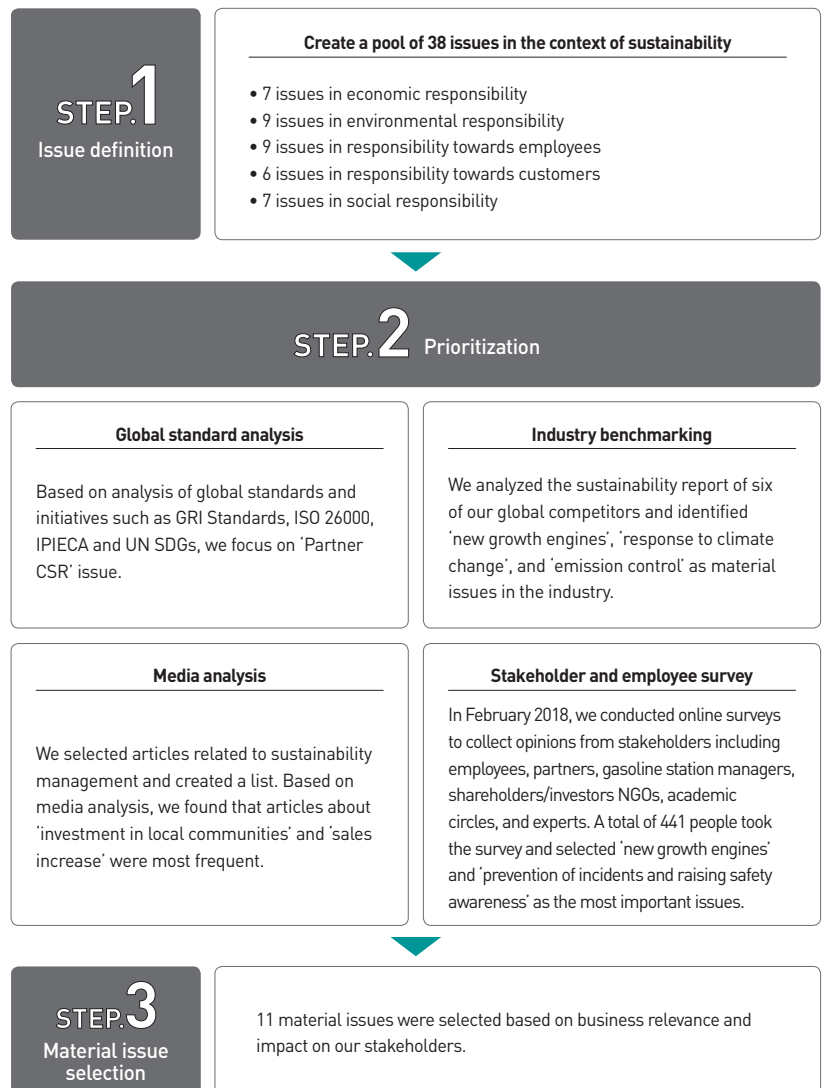 STEP.1
Issue definition
Create a pool of 38 issues in the context of sustainability
• 7 issues in economic responsibility
• 9 issues in environmental responsibility
• 9 issues in responsibility towards employees
• 6 issues in responsibility towards customers
• 7 issues in social responsibility
STEP.2 Prioritization
Global standard analysis
Based on analysis of global standards and
initiatives such as GRI Standards, ISO 26000,
IPIECA and UN SDGs, we focus on ‘Partner
CSR’ issue.
Industry benchmarking
We analyzed the sustainability report of six
of our global competitors and identified
‘new growth engines’, ‘response to climate
change’, and ‘emission control’ as material
issues in the industry.
Media analysis
We selected articles related to sustainability
management and created a list. Based on
media analysis, we found that articles about
‘investment in local communities’ and ‘sales
increase’ were most frequent.
Stakeholder and employee survey
In February 2018, we conducted online surveys
to collect opinions from stakeholders including
employees, partners, gasoline station managers,
shareholders/investors NGOs, academic
circles, and experts. A total of 441 people took
the survey and selected ‘new growth engines’
and ‘prevention of incidents and raising safety
awareness’ as the most important issues.
STEP.3
Material issue
selection
11 material issues were selected based on business relevance and
impact on our stakeholders.